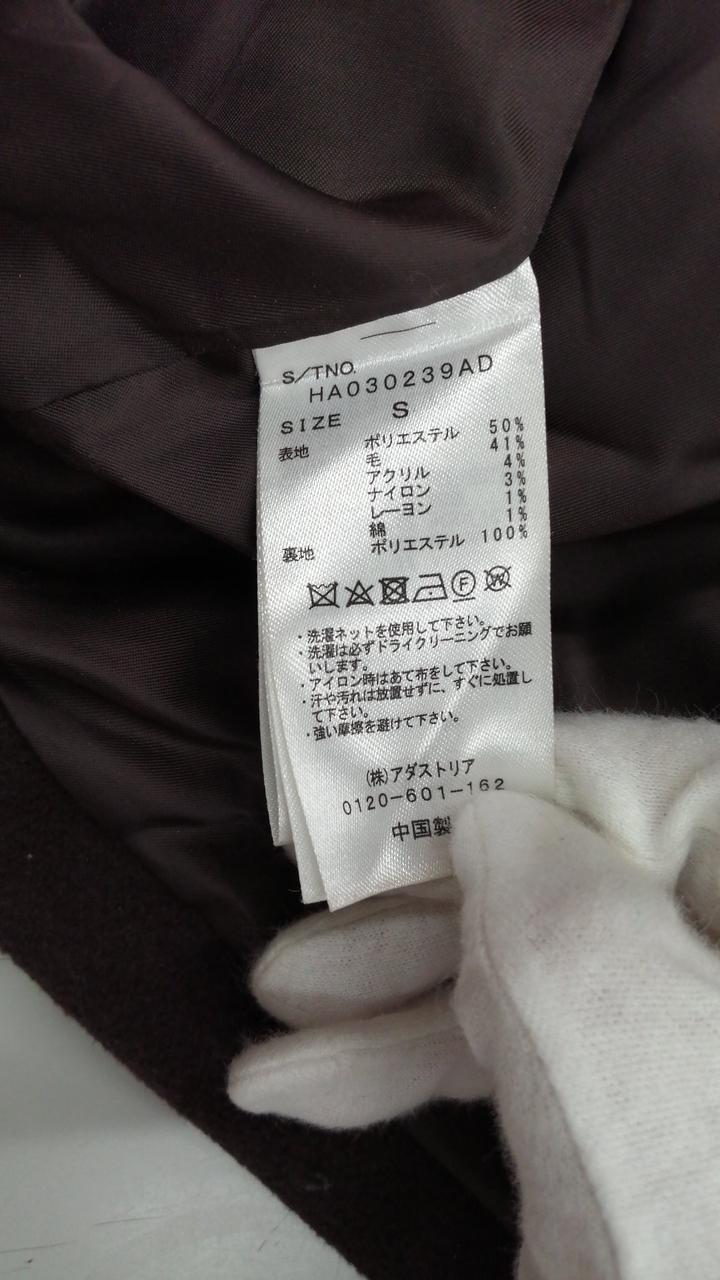 S/TNO.
HA030239AD
SIZE S
表地 ポリエステル 50%
毛 41%
アクリル 4%
ナイロン 3%
レーヨン 1%
綿 1%
裏地 ポリエステル 100%
F W
・洗濯ネットを使用して下さい。
・洗濯は必ずドライクリーニングでお願
いします。
・アイロン時はあて布をして下さい。
・汗や汚れは放置せずに、すぐに処置し
て下さい。
・強い摩擦を避けて下さい。
(株)アダストリア
0120-601-162
中国製